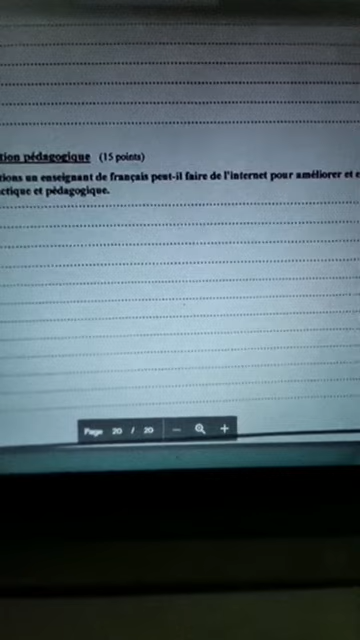 tion pédagogique (15 points)
tions un enseignant de français peut-il faire de l'internet pour améliorer et e
ctique et pédagogique.
Page 20 / 20 − +